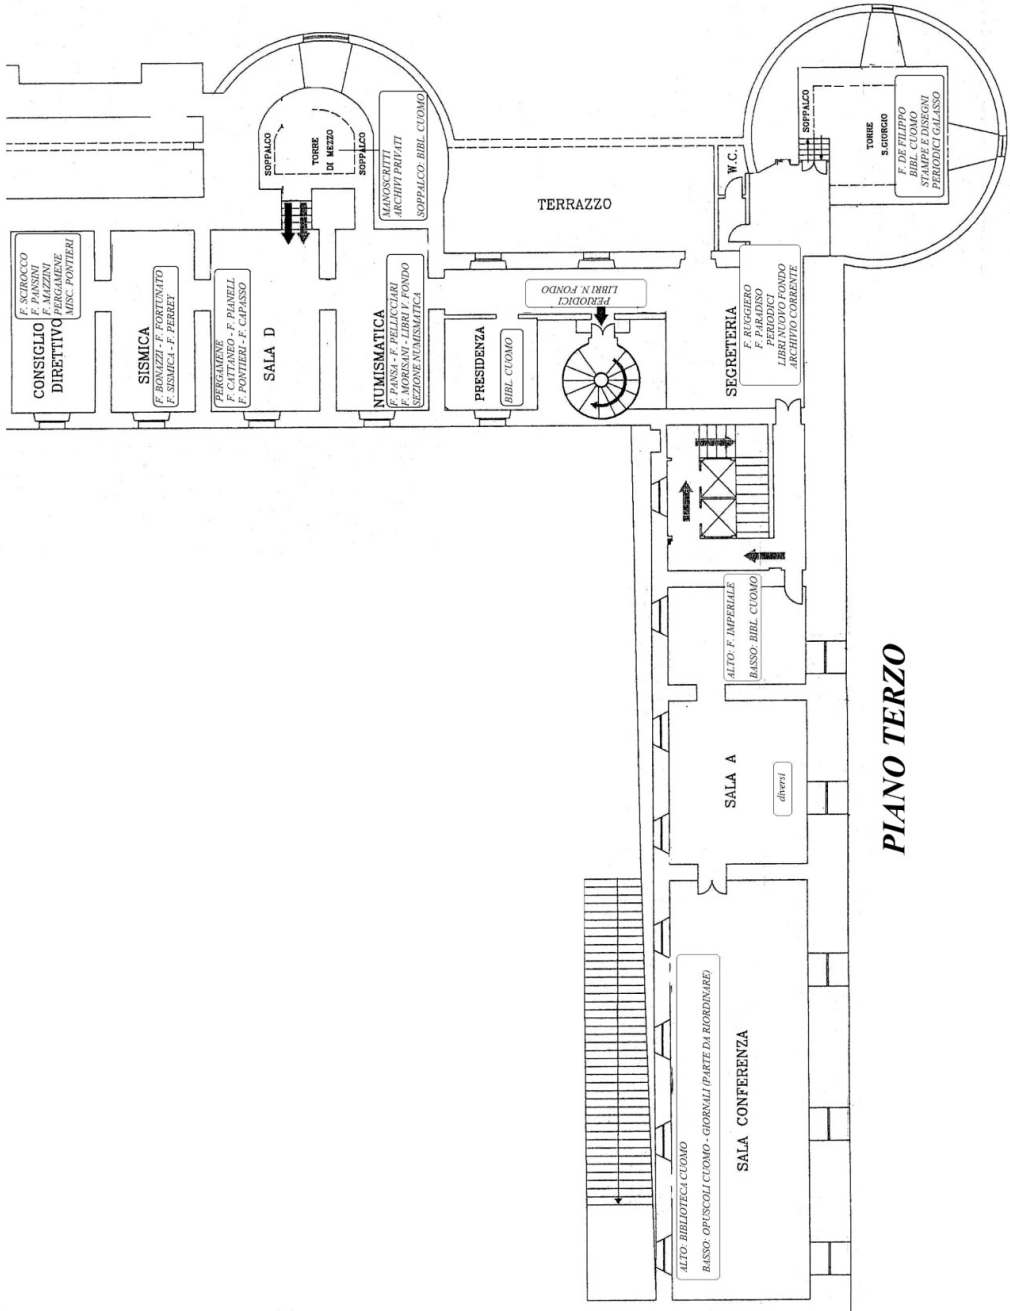 SOPPALCO
TORRE
DI MEZZO
SOPPALCO
MANOSCRITTI
ARCHIVI PRIVATI
SOPPALCO: BIBL. CUOMO
TERRAZZO
W.C.
SOPPALCO
TORRE
S.GIORGIO
F. DE FILIPPO
BIBL. CUOMO
STAMPE E DISEGNI
PERIODICI GALASSO
F. SCIROCCO
F. PANSINI
F. MAZZINI
PERGAMENE
MISC. PONTIERI
CONSIGLIO
DIRETTIVO
SISMICA
F. BONAZZI - F. FORTUNATO
F. SISMICA - F. PERREY
PERGAMENE
F. CATTANEO - F. PIANELL
F. PONTIERI - F. CAPASSO
SALA D
NUMISMATICA
F. PANSA - F. PELLICCIARI
F. MORISANI - LIBRI V. FONDO
SEZIONE NUMISMATICA
PRESIDENZA
BIBL. CUOMO
PERIODICI
LIBRI N. FONDO
SEGRETERIA
F. RUGGIERO
F. PARADISO
PERIODICI
LIBRI NUOVO FONDO
ARCHIVIO CORRENTE
ALTO: F. IMPERIALE
BASSO: BIBL. CUOMO
SALA A
diversi
ALTO: BIBLIOTECA CUOMO
BASSO: OPUSCOLI CUOMO - GIORNALI (PARTE DA RIORDINARE)
SALA CONFERENZA
PIANO TERZO